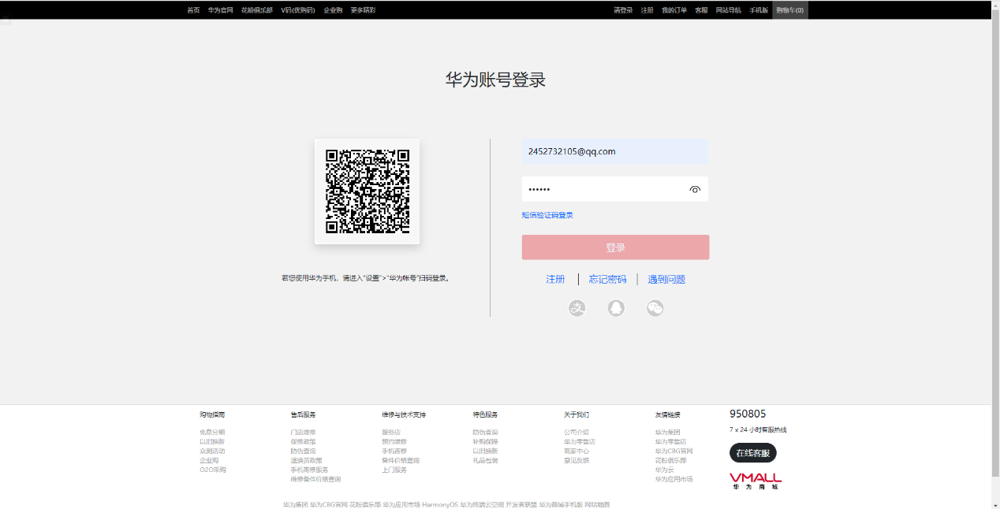 首页 华为官网 花粉俱乐部 V码(优购码) 企业购 更多精彩 请登录 注册 我的订单 客服 网站导航 手机版 购物车(0)
华为账号登录
2452732105@qq.com
••••••
短信验证码登录
登录
若您使用华为手机，请进入“设置”>“华为帐号”扫码登录。
注册 忘记密码 遇到问题
支
购物指南 售后服务 维修与技术支持 特色服务 关于我们 友情链接 950805
7 x 24 小时客服热线
免息分期 门店维修 服务店 防伪查询 公司介绍 华为集团
以旧换新 保修政策 预约维修 补购保障 华为零售店 华为零售店
众测活动 防伪查询 手机寄修 以旧换新 商家中心 华为CBG官网
企业购 退换货政策 备件价格查询 礼品包装 意见反馈 花粉俱乐部
O2O采购 手机寄修服务 上门服务 华为云
维修备件价格查询 华为应用市场
在线客服
VMALL
华为商城
华为集团 华为CBG官网 花粉俱乐部 华为应用市场 HarmonyOS 华为终端云空间 开发者联盟 华为商城手机版 网站地图